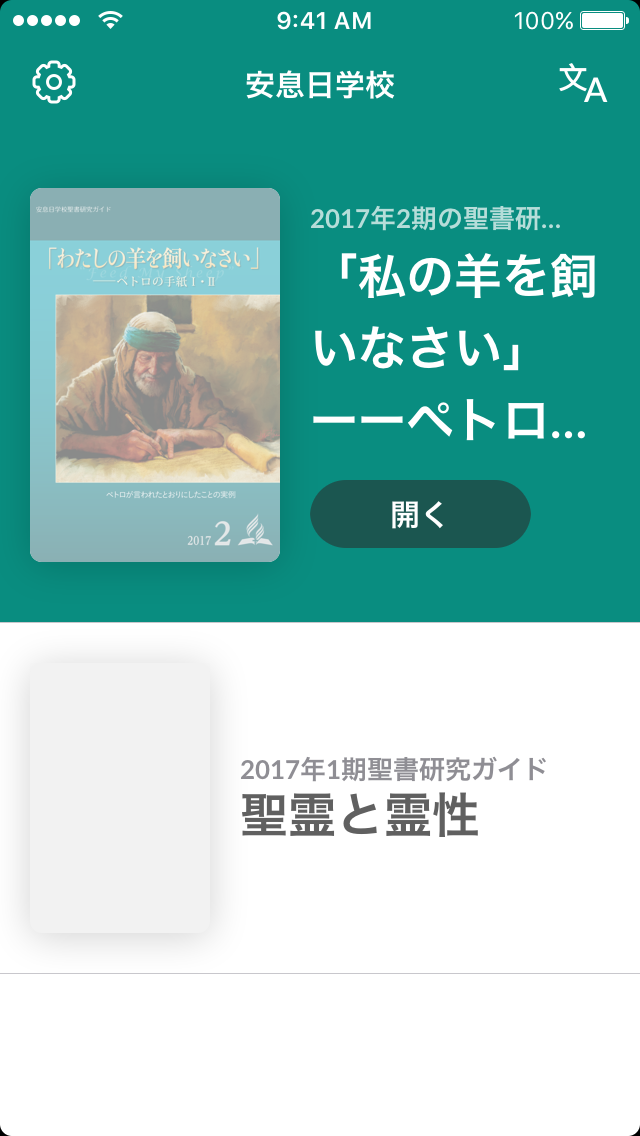 9:41 AM
100%
安息日学校
文A
安息日学校聖書研究ガイド
「わたしの羊を飼いなさい」
Feed My Sheep
──ペトロの手紙 I・II
ペトロが言われたとおりにしたことの実例
2017 2
2017年2期の聖書研...
「私の羊を飼
いなさい」
ーーペトロ...
開く
2017年1期聖書研究ガイド
聖霊と霊性